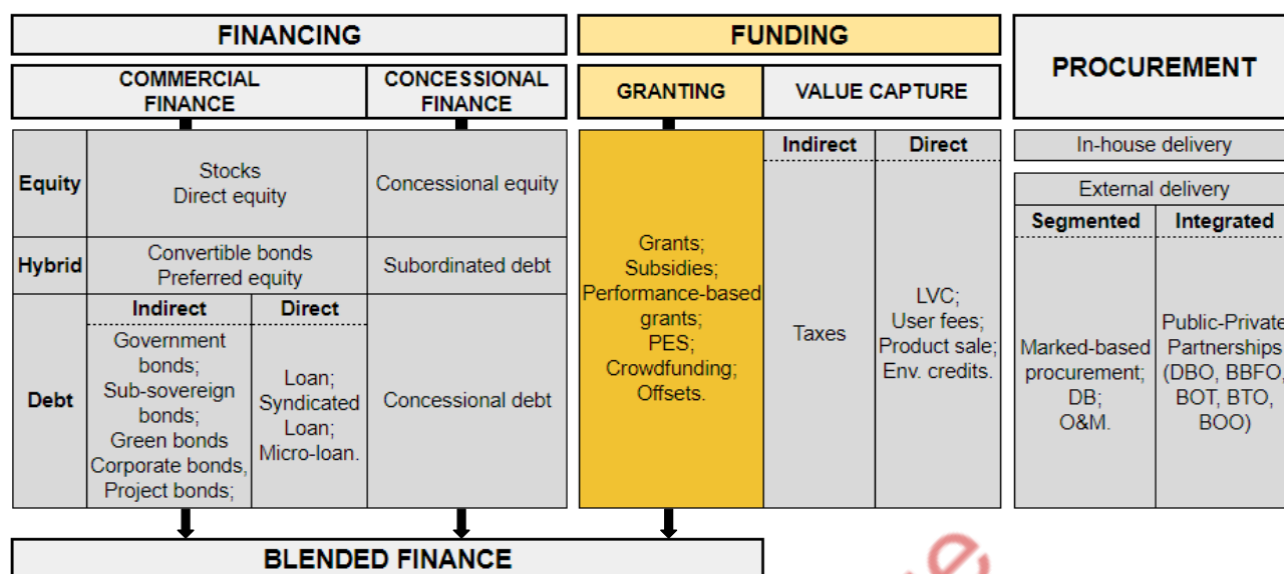 FINANCING
FUNDING
PROCUREMENT
COMMERCIAL
FINANCE
CONCESSIONAL
FINANCE
GRANTING
VALUE CAPTURE
Equity
Stocks
Direct equity
Concessional equity
Hybrid
Convertible bonds
Preferred equity
Subordinated debt
Debt
Indirect
Government
bonds;
Sub-sovereign
bonds;
Green bonds
Corporate bonds,
Project bonds;
Direct
Loan;
Syndicated
Loan;
Micro-loan.
Concessional debt
Grants;
Subsidies;
Performance-based
grants;
PES;
Crowdfunding;
Offsets.
Indirect
Taxes
Direct
LVC;
User fees;
Product sale;
Env. credits.
In-house delivery
External delivery
Segmented
Marked-based
procurement;
DB;
O&M.
Integrated
Public-Private
Partnerships
(DBO, BBFO,
BOT, BTO,
BOO)
BLENDED FINANCE